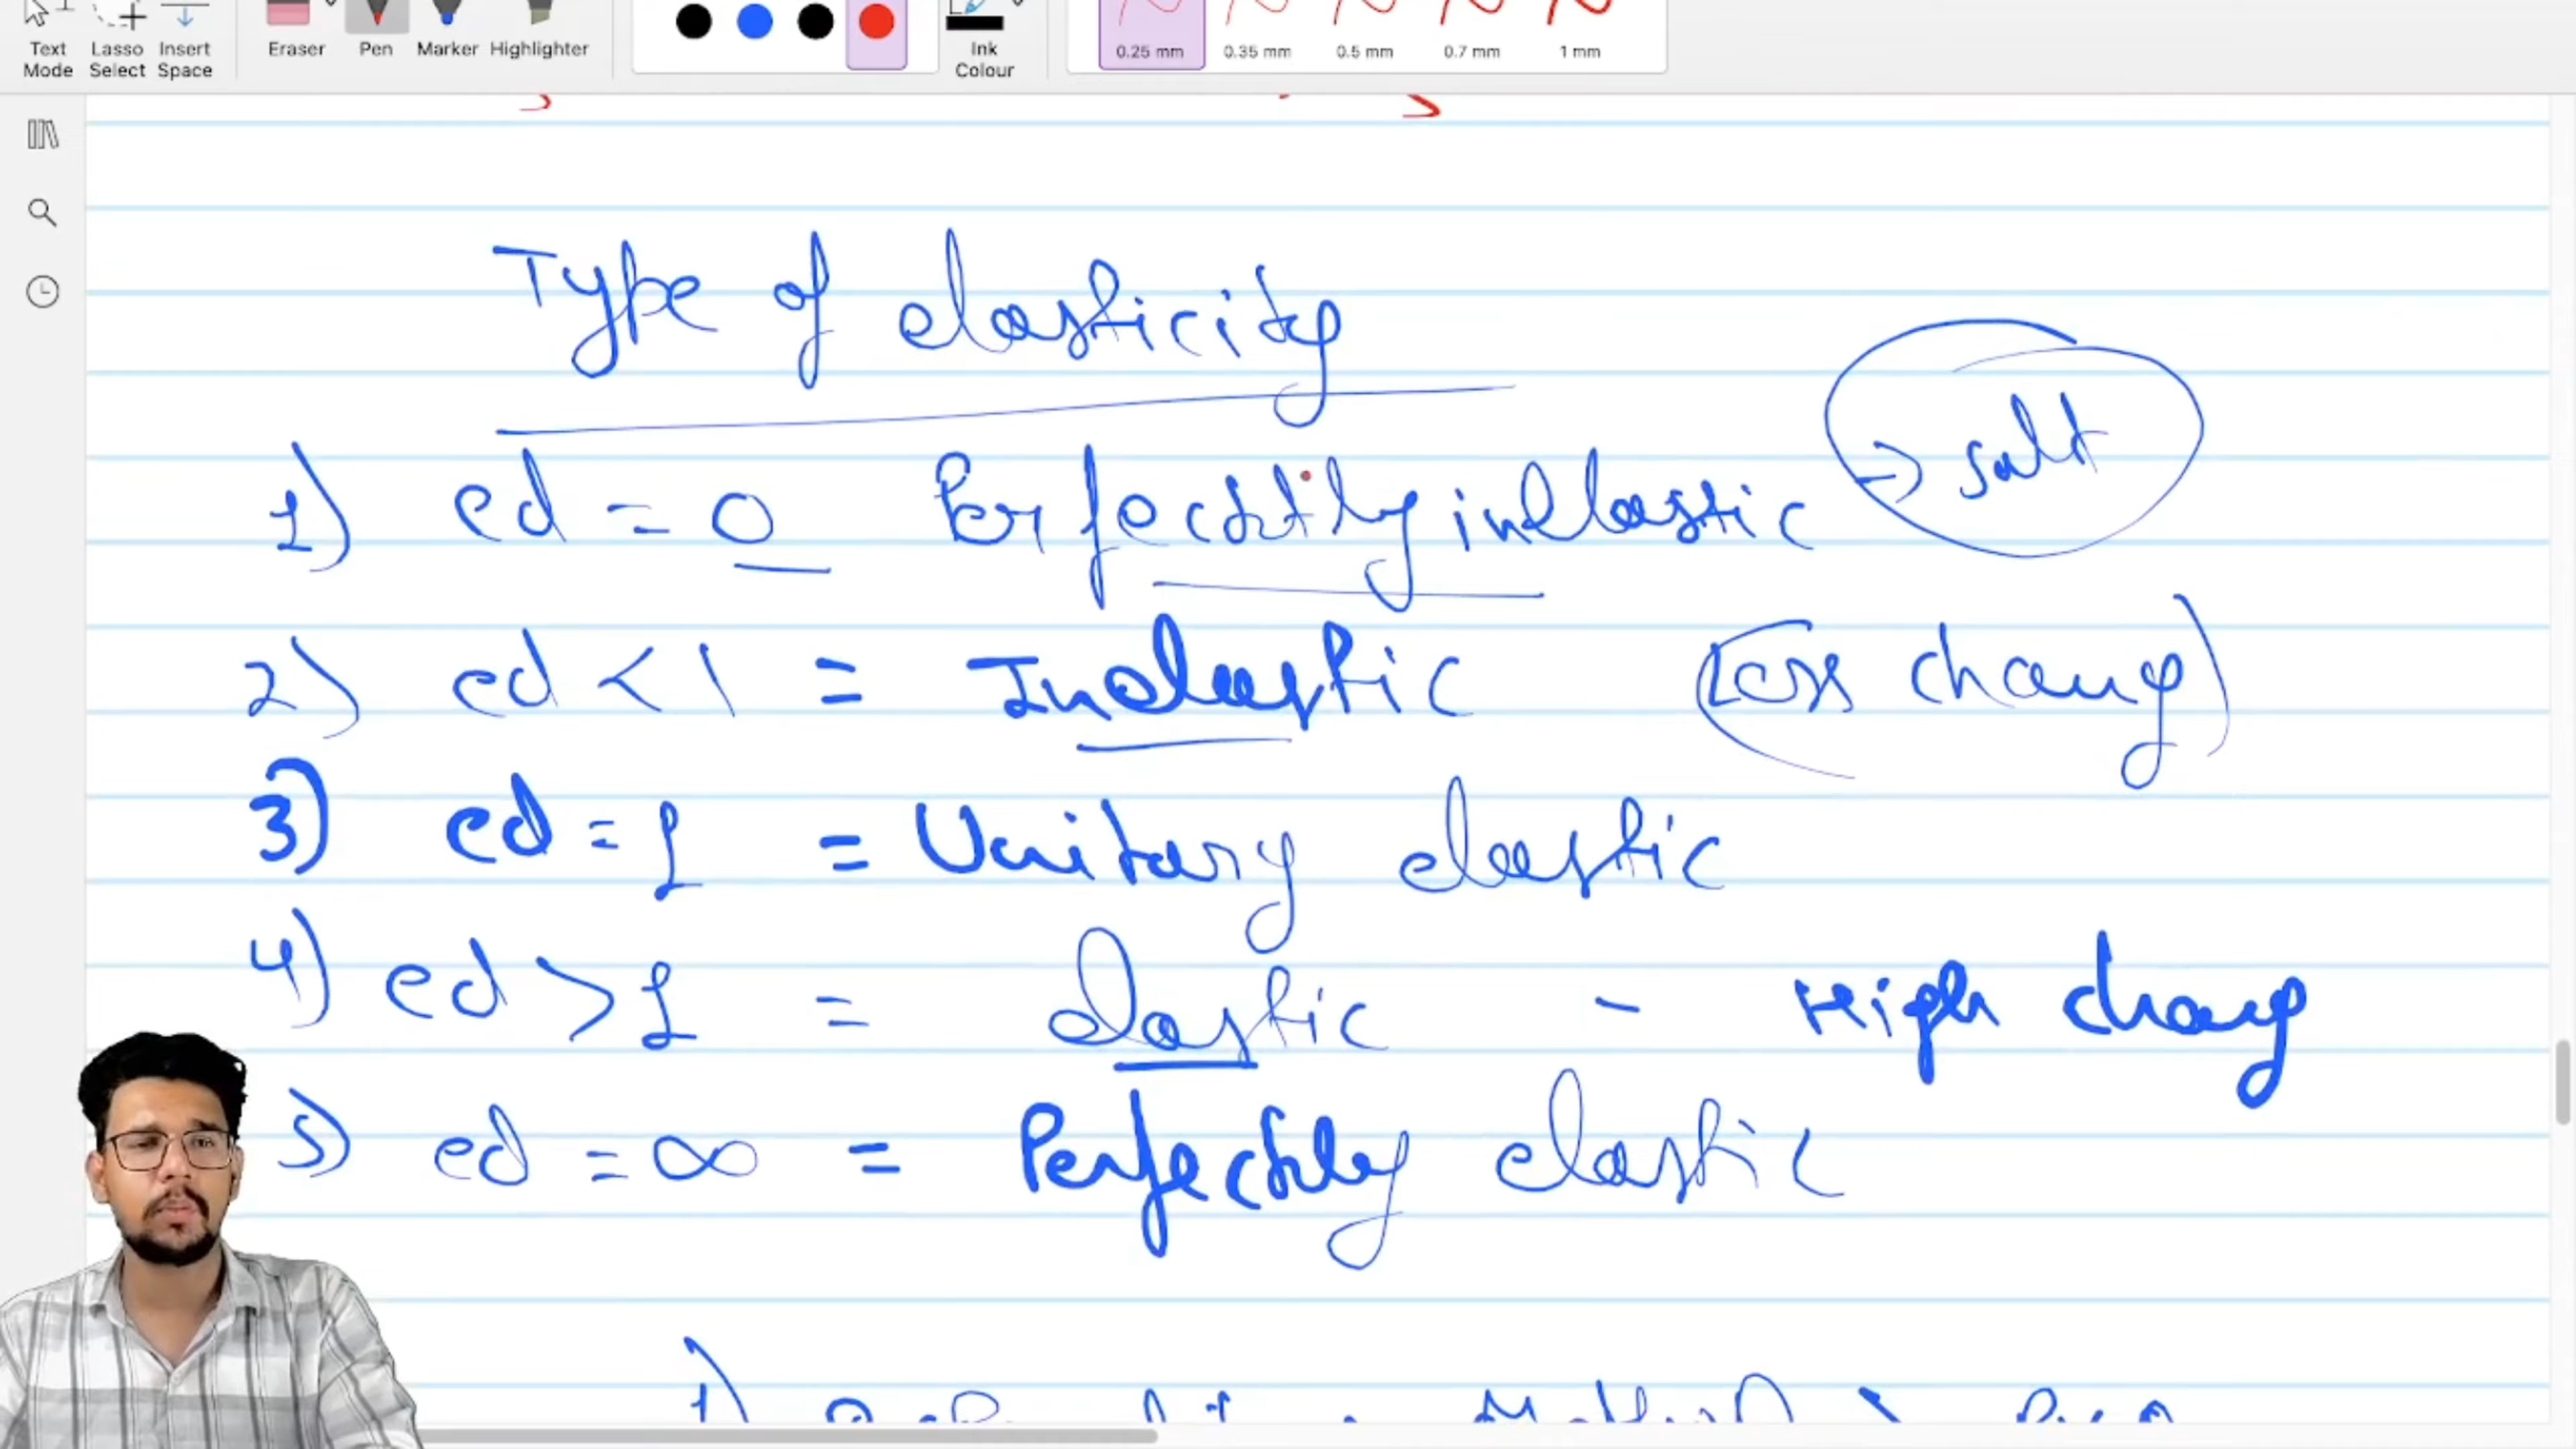 Text Mode
Lasso Select
Insert Space
Eraser
Pen
Marker
Highlighter
Ink Colour
0.25 mm
0.35 mm
0.5 mm
0.7 mm
1 mm
Type of elasticity
1) ed = 0 Perfectily inelastic → salt
2) ed < 1 = Inelastic (Less change)
3) ed = 1 = Unitary elastic
4) ed > 1 = elastic - High change
5) ed = ∞ = Perfectly elastic
1)